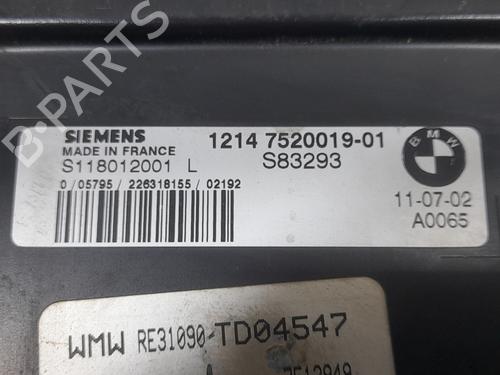 SIEMENS
MADE IN FRANCE
1214 7520019-01
S118012001 L
S83293
0 / 05795 / 226318155 / 02192
BMW
11-07-02
A0065
WMW RE31090-TD04547